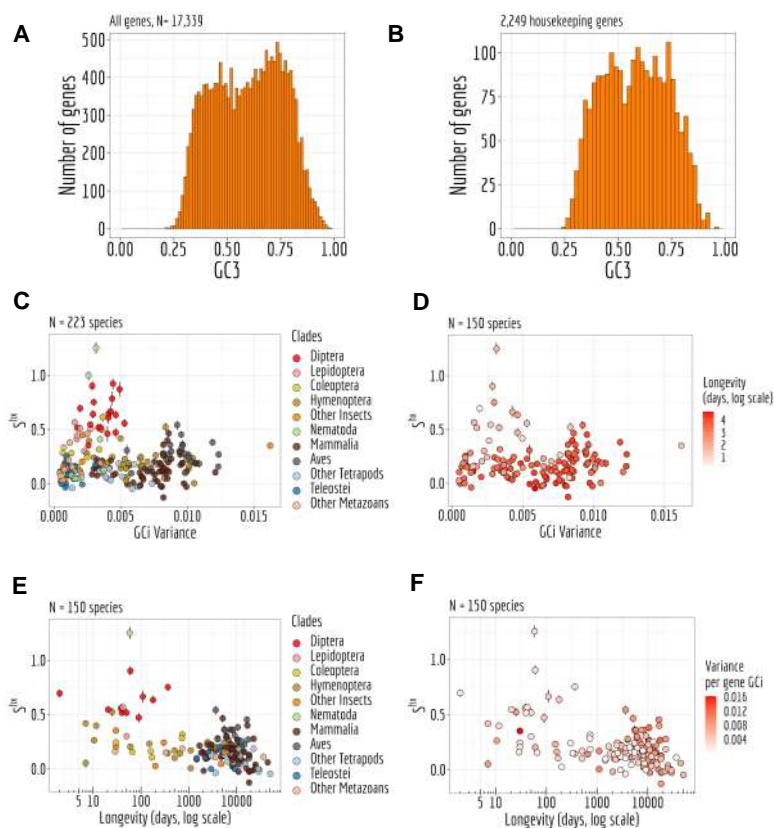 A
All genes, N= 17,339
Number of genes
500
400
300
200
100
0
0.00 0.25 0.50 0.75 1.00
GC3
B
2,249 housekeeping genes
Number of genes
100
75
50
25
0
0.00 0.25 0.50 0.75 1.00
GC3
C
N = 223 species
S^hx
1.0
0.5
0.0
0.000 0.005 0.010 0.015
GCi Variance
Clades
Diptera
Lepidoptera
Coleoptera
Hymenoptera
Other Insects
Nematoda
Mammalia
Aves
Other Tetrapods
Teleostei
Other Metazoans
D
N = 150 species
S^hx
1.0
0.5
0.0
0.000 0.005 0.010 0.015
GCi Variance
Longevity
(days, log scale)
4
3
2
1
E
N = 150 species
S^hx
1.0
0.5
0.0
5 10 100 1000 10000
Longevity (days, log scale)
Clades
Diptera
Lepidoptera
Coleoptera
Hymenoptera
Other Insects
Nematoda
Mammalia
Aves
Other Tetrapods
Teleostei
Other Metazoans
F
N = 150 species
S^hx
1.0
0.5
0.0
5 10 100 1000 10000
Longevity (days, log scale)
Variance
per gene GCi
0.016
0.012
0.008
0.004